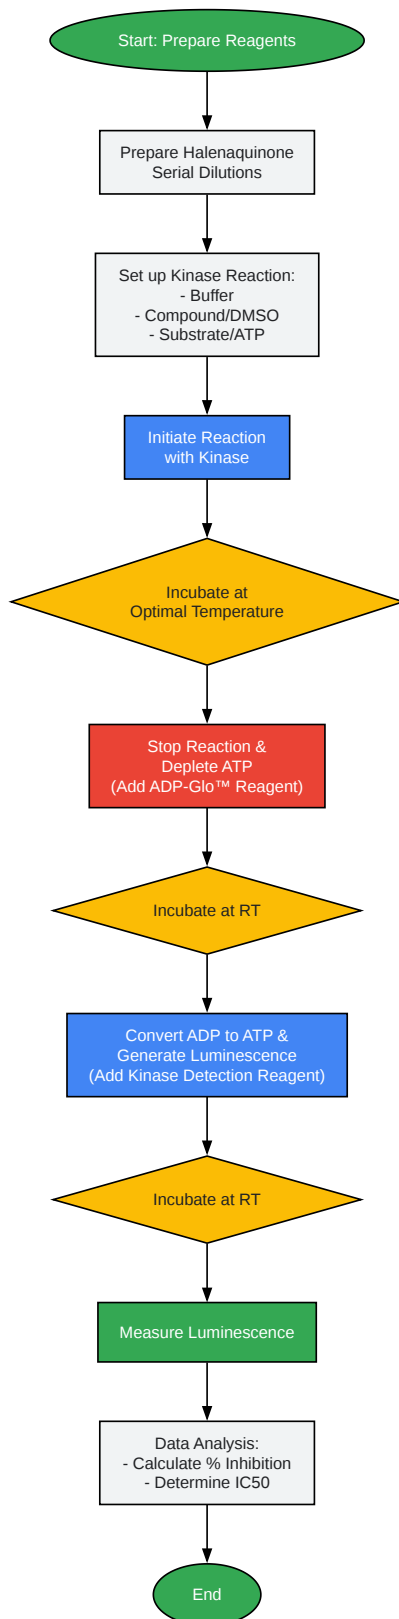 Start: Prepare Reagents
Prepare Halenaquinone
Serial Dilutions
Set up Kinase Reaction:
- Buffer
- Compound/DMSO
- Substrate/ATP
Initiate Reaction
with Kinase
Incubate at
Optimal Temperature
Stop Reaction &
Deplete ATP
(Add ADP-Glo™ Reagent)
Incubate at RT
Convert ADP to ATP &
Generate Luminescence
(Add Kinase Detection Reagent)
Incubate at RT
Measure Luminescence
Data Analysis:
- Calculate % Inhibition
- Determine IC50
End